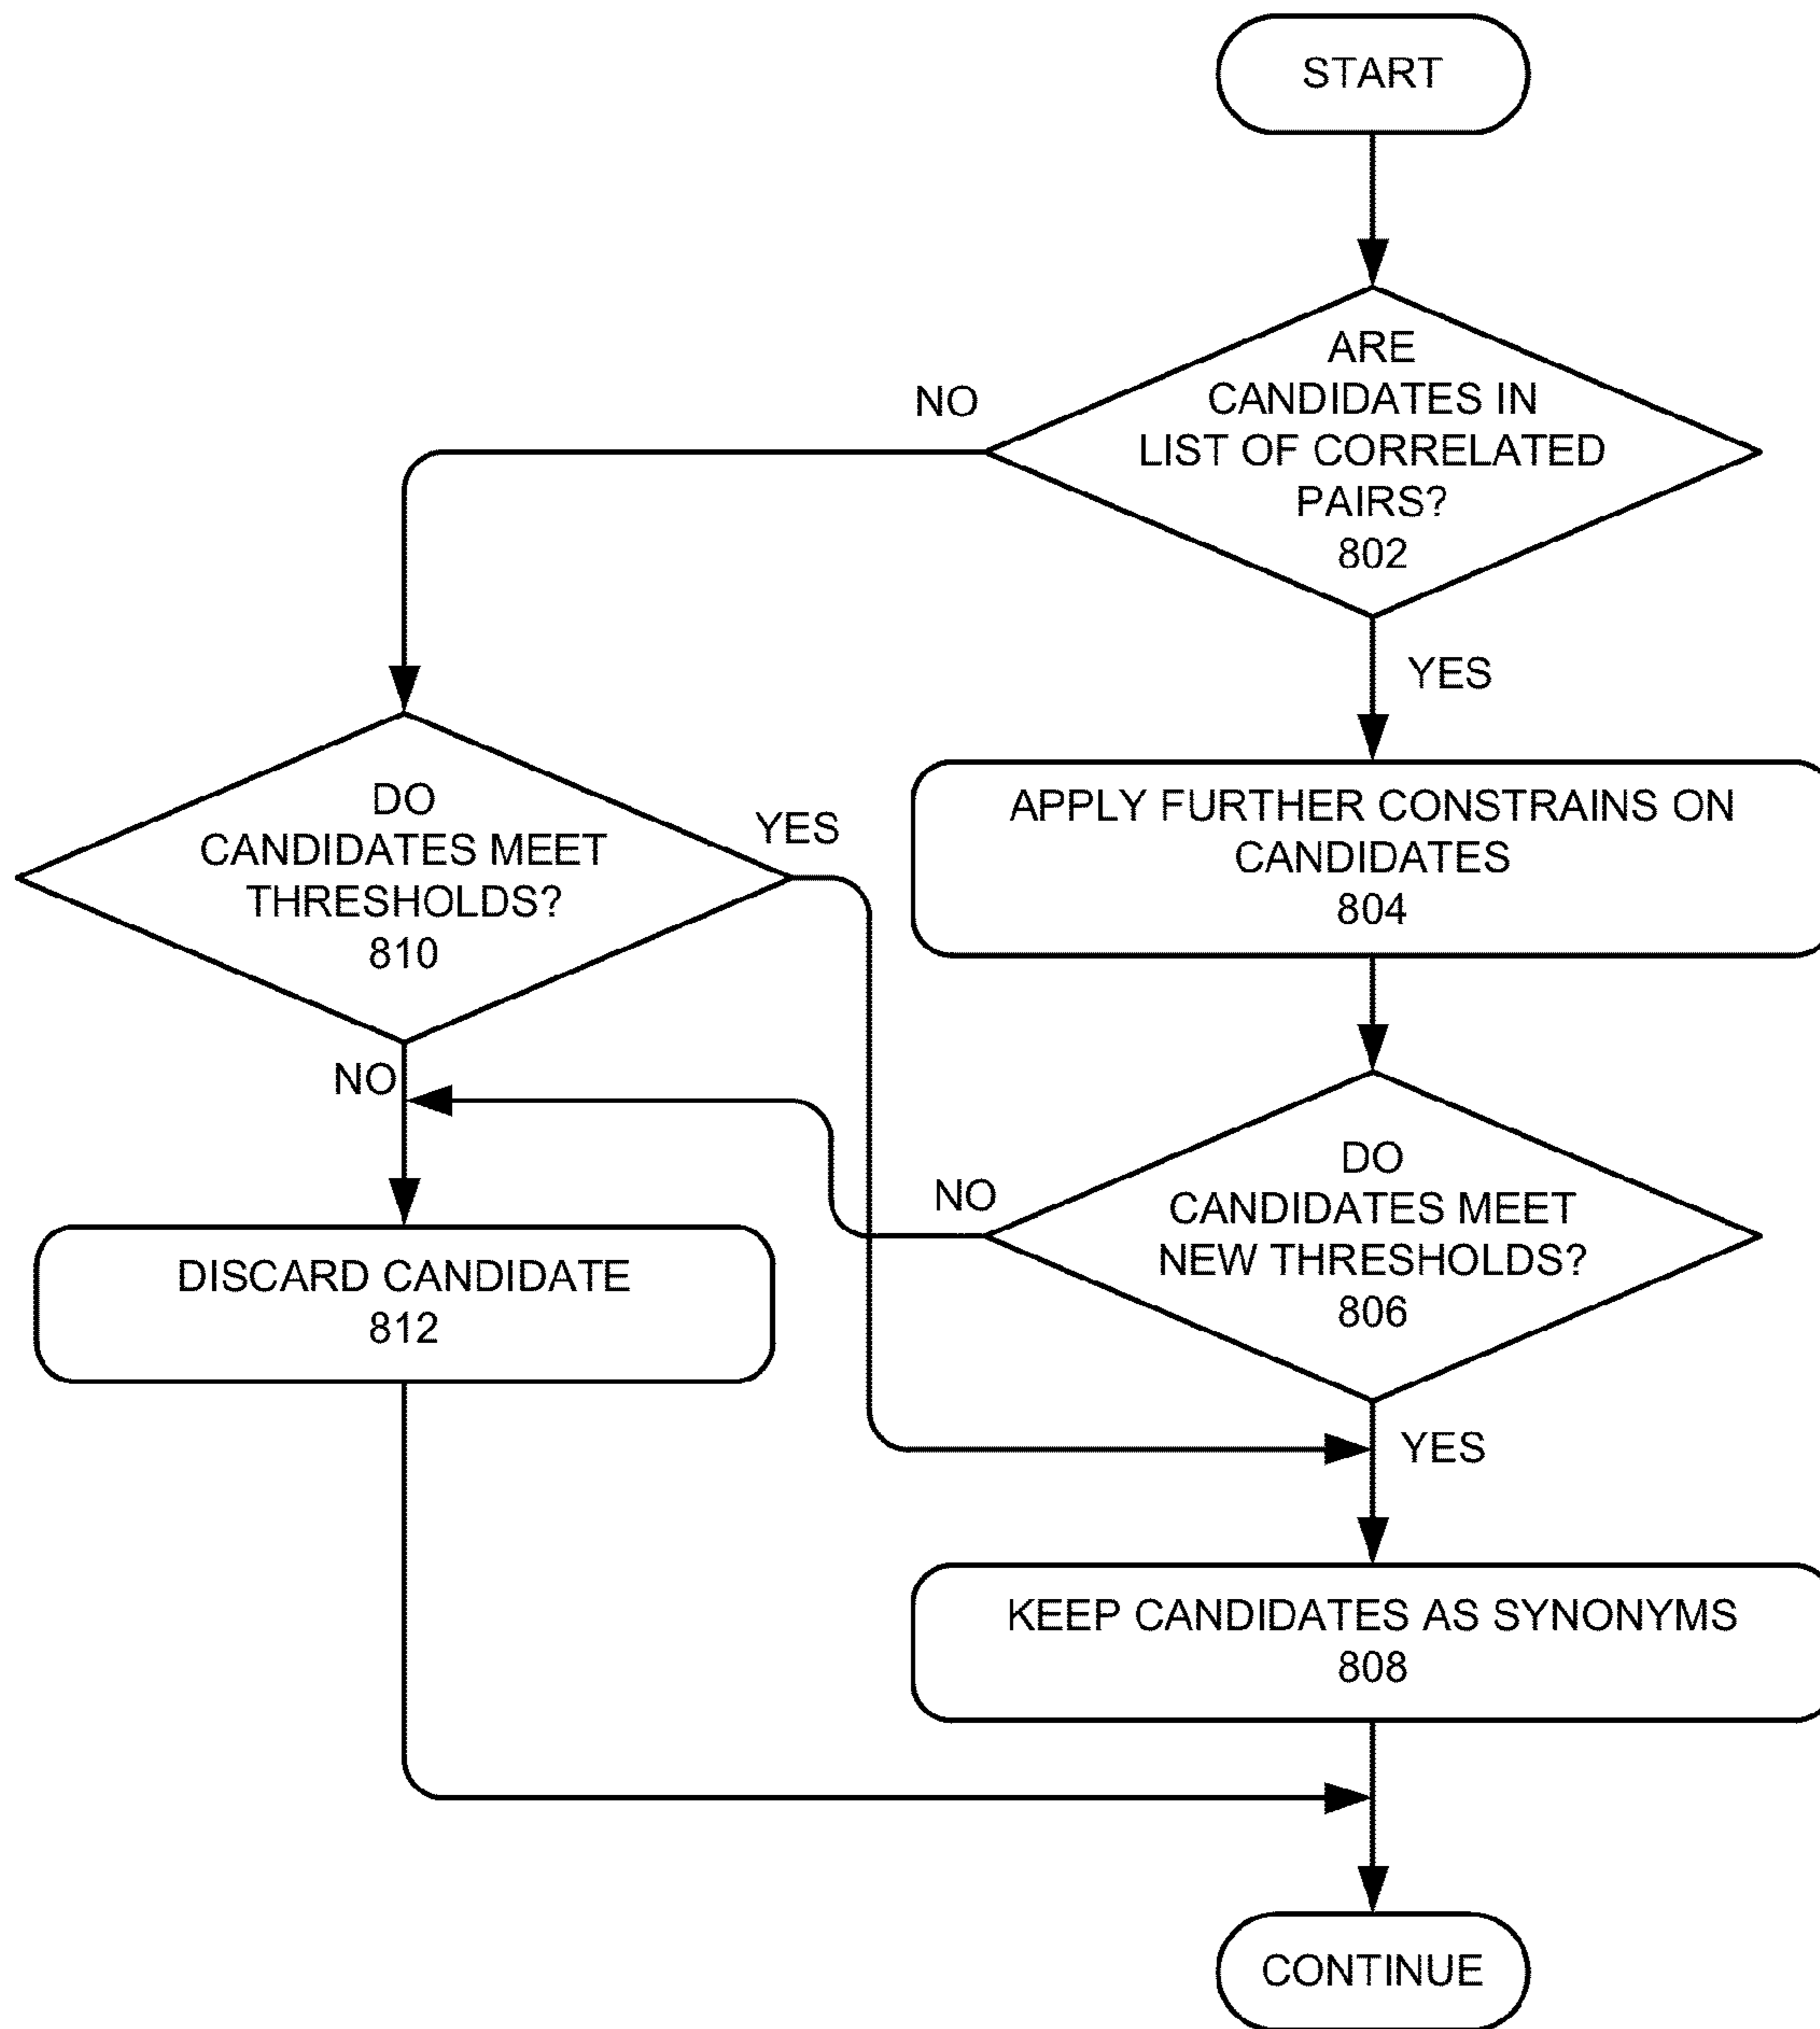 START
ARE
CANDIDATES IN
LIST OF CORRELATED
PAIRS?
802
NO
YES
APPLY FURTHER CONSTRAINS ON
CANDIDATES
804
DO
CANDIDATES MEET
THRESHOLDS?
810
YES
NO
DO
CANDIDATES MEET
NEW THRESHOLDS?
806
NO
YES
DISCARD CANDIDATE
812
KEEP CANDIDATES AS SYNONYMS
808
CONTINUE